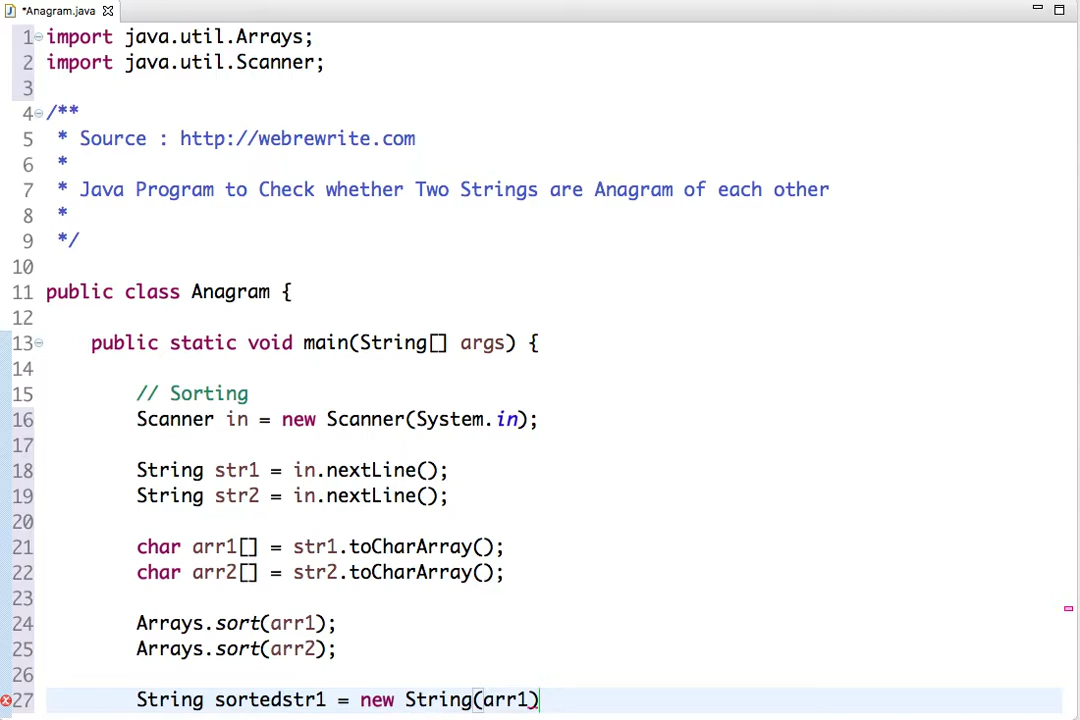 *Anagram.java
1 import java.util.Arrays;
2 import java.util.Scanner;
3
4 /**
5 * Source : http://webrewrite.com
6 *
7 * Java Program to Check whether Two Strings are Anagram of each other
8 *
9 */
10
11 public class Anagram {
12
13 public static void main(String[] args) {
14
15 // Sorting
16 Scanner in = new Scanner(System.in);
17
18 String str1 = in.nextLine();
19 String str2 = in.nextLine();
20
21 char arr1[] = str1.toCharArray();
22 char arr2[] = str2.toCharArray();
23
24 Arrays.sort(arr1);
25 Arrays.sort(arr2);
26
27 String sortedstr1 = new String(arr1)